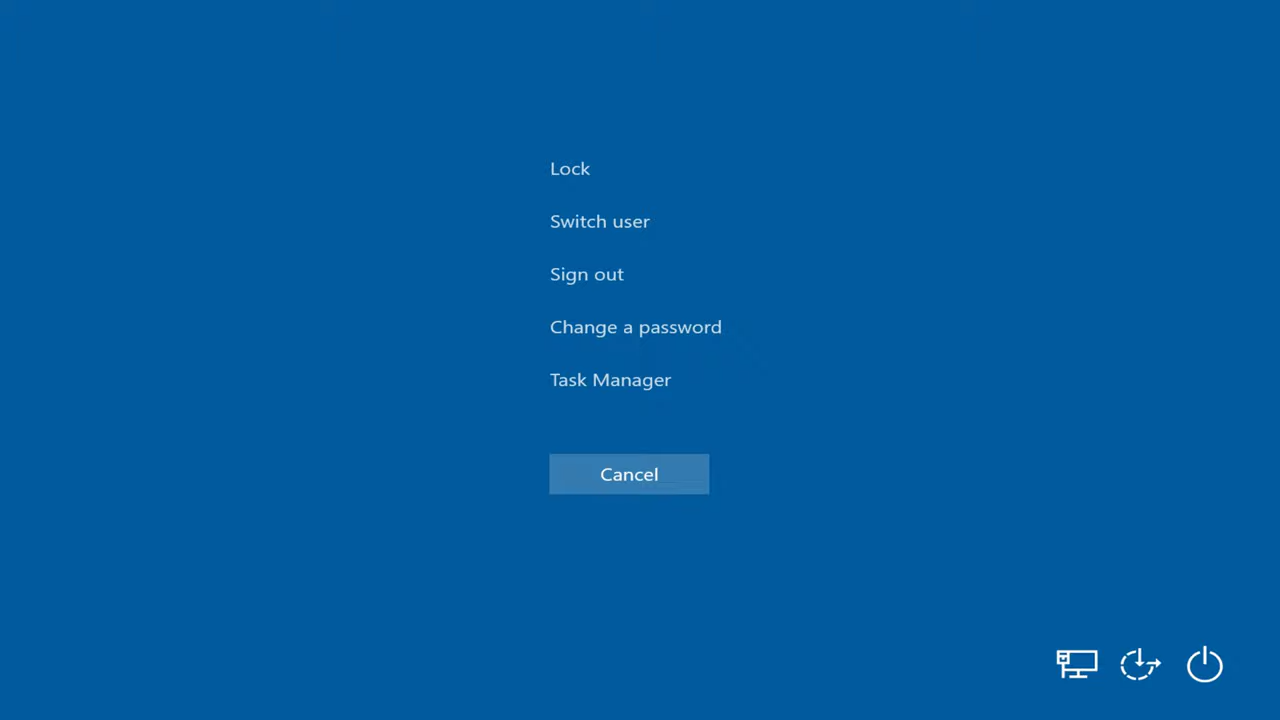 Lock
Switch user
Sign out
Change a password
Task Manager
Cancel